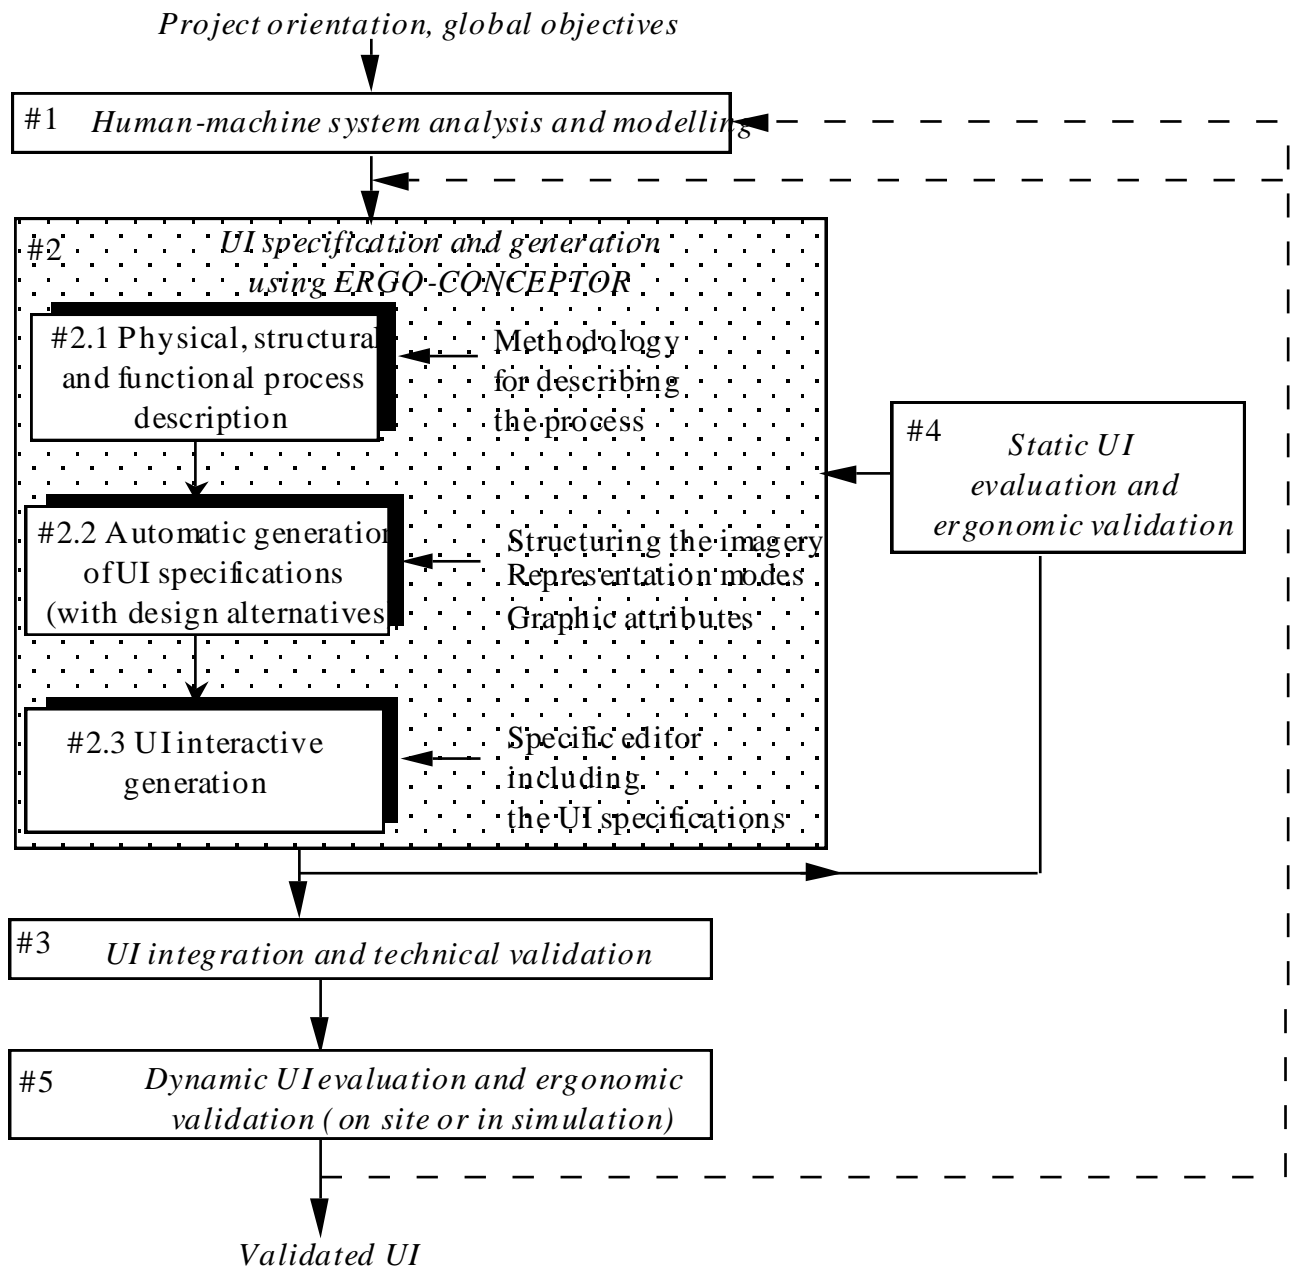 Project orientation, global objectives
#1 Human-machine system analysis and modelling
#2 UI specification and generation
using ERGO-CONCEPTOR
#2.1 Physical, structural
and functional process
description
Methodology
for describing
the process
#4 Static UI
evaluation and
ergonomic validation
#2.2 Automatic generation
of UI specifications
(with design alternatives
Structuring the imagery
Representation modes
Graphic attributes
#2.3 UI interactive
generation
Specific editor
including
the UI specifications
#3 UI integration and technical validation
#5 Dynamic UI evaluation and ergonomic
validation (on site or in simulation)
Validated UI